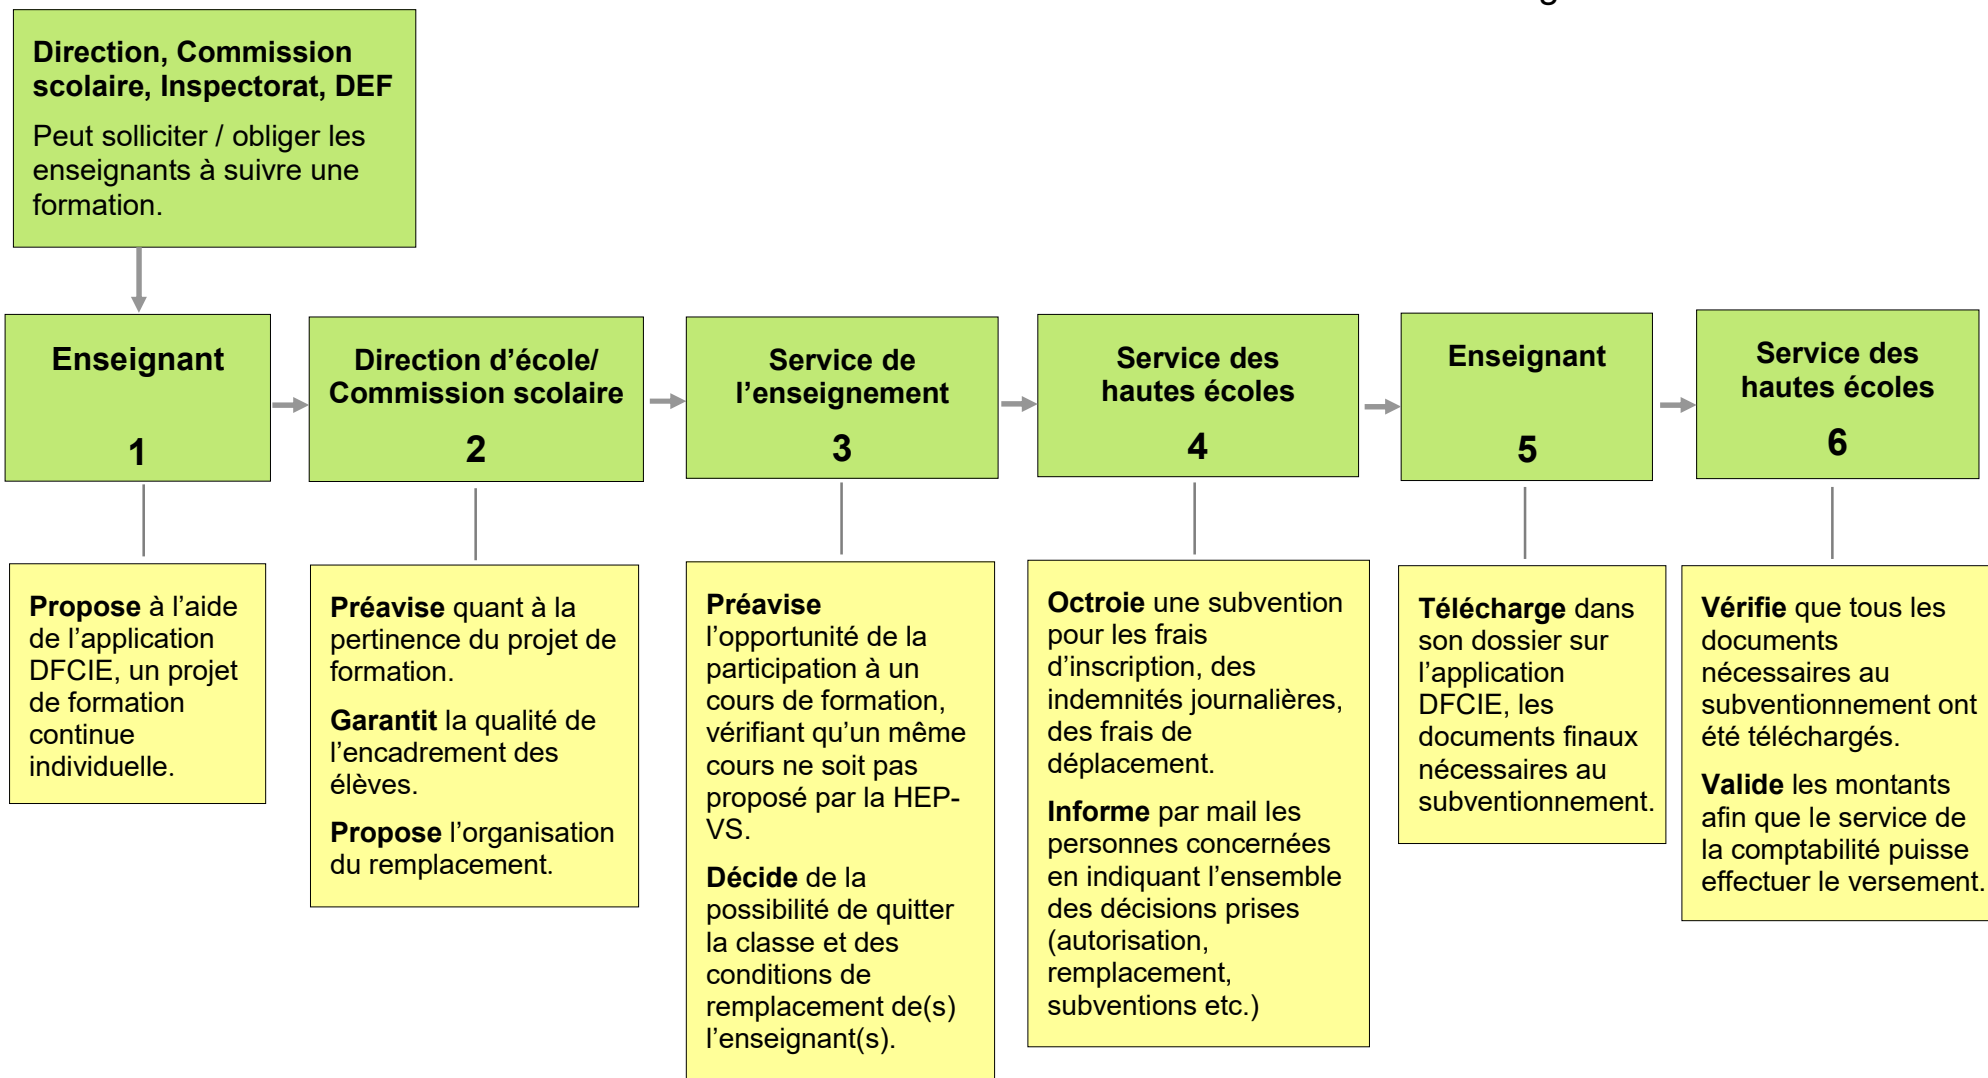 Direction, Commission
scolaire, Inspectorat, DEF
Peut solliciter / obliger les
enseignants à suivre une
formation.
Enseignant
1
Direction d’école/
Commission scolaire
2
Service de
l’enseignement
3
Service des
hautes écoles
4
Enseignant
5
Service des
hautes écoles
6
Propose à l’aide
de l’application
DFCIE, un projet
de formation
continue
individuelle.
Préavise quant à la
pertinence du projet de
formation.
Garantit la qualité de
l’encadrement des
élèves.
Propose l’organisation
du remplacement.
Préavise
l’opportunité de la
participation à un
cours de formation,
vérifiant qu’un même
cours ne soit pas
proposé par la HEP-
VS.
Décide de la
possibilité de quitter
la classe et des
conditions de
remplacement de(s)
l’enseignant(s).
Octroie une subvention
pour les frais
d’inscription, des
indemnités journalières,
des frais de
déplacement.
Informe par mail les
personnes concernées
en indiquant l’ensemble
des décisions prises
(autorisation,
remplacement,
subventions etc.)
Télécharge dans
son dossier sur
l’application
DFCIE, les
documents finaux
nécessaires au
subventionnement.
Vérifie que tous les
documents
nécessaires au
subventionnement ont
été téléchargés.
Valide les montants
afin que le service de
la comptabilité puisse
effectuer le versement.